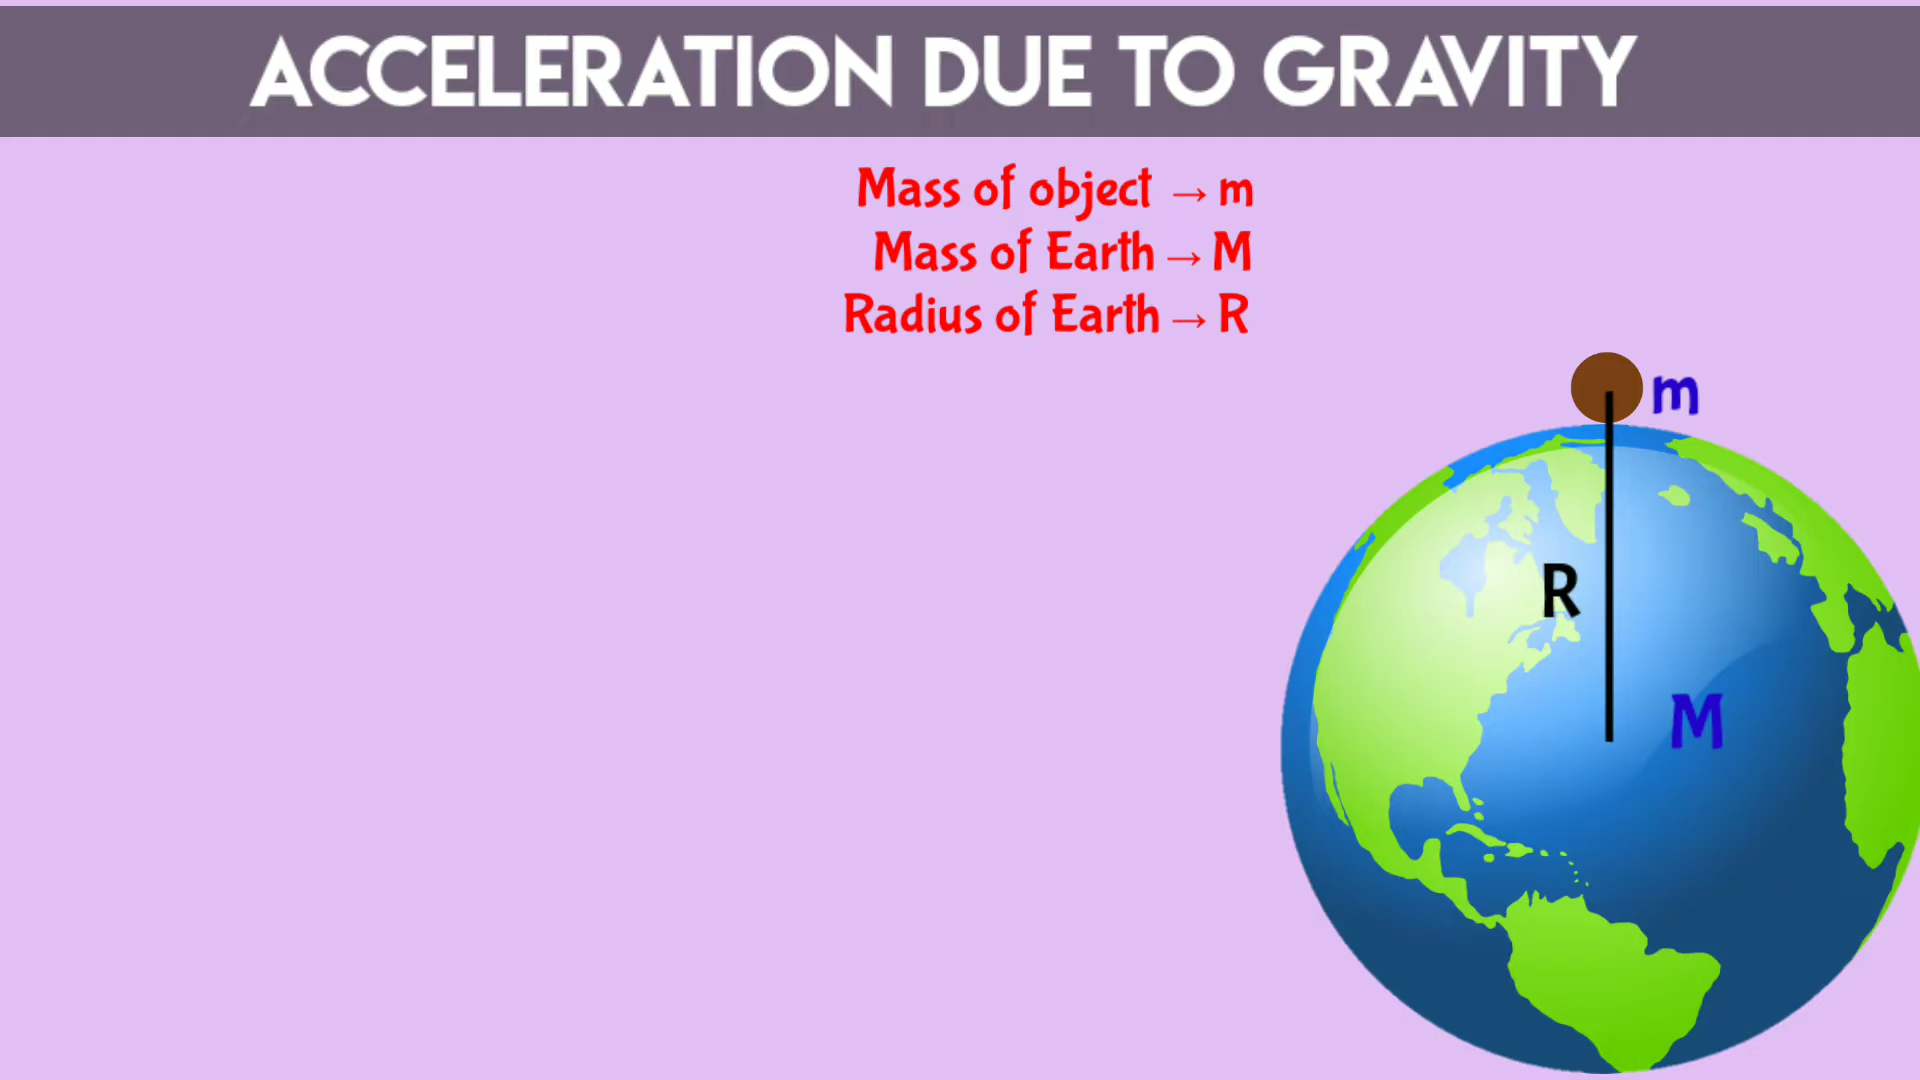 ACCELERATION DUE TO GRAVITY
Mass of object → m
Mass of Earth → M
Radius of Earth → R
m
R
M